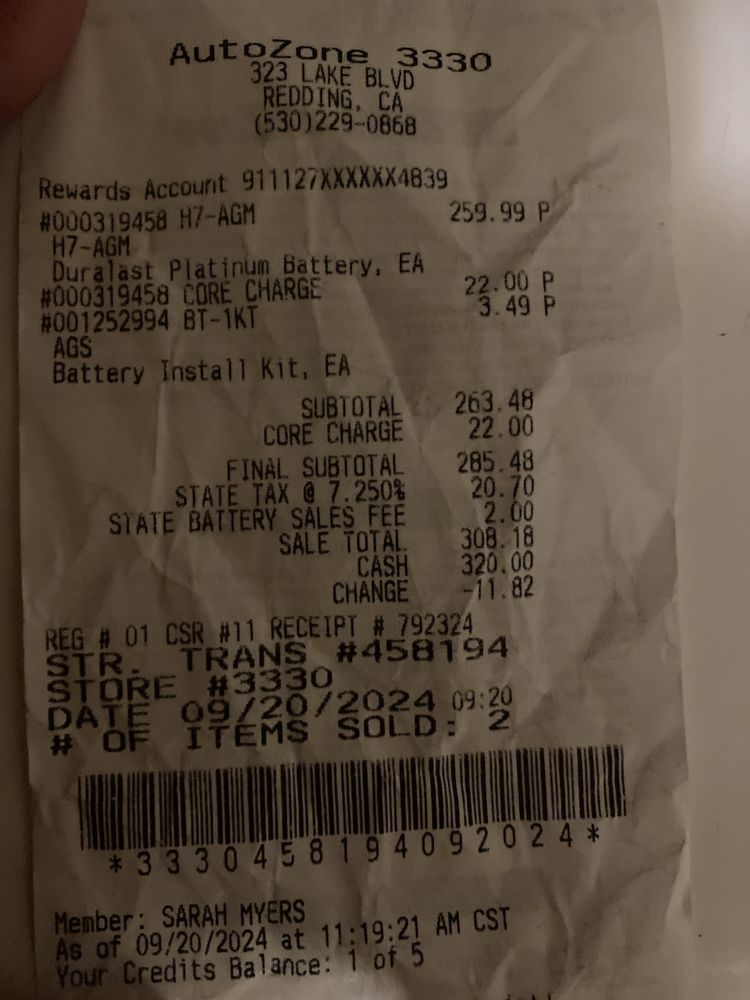 AutoZone 3330
323 LAKE BLVD
REDDING, CA
(530)229-0868
Rewards Account 911127XXXXXX4839
#000319458 H7-AGM 259.99 P
H7-AGM
Duralast Platinum Battery, EA
#000319458 CORE CHARGE 22.00 P
#001252994 BT-1KT 3.49 P
AGS
Battery Install Kit, EA
SUBTOTAL 263.48
CORE CHARGE 22.00
FINAL SUBTOTAL 285.48
STATE TAX @ 7.250% 20.70
STATE BATTERY SALES FEE 2.00
SALE TOTAL 308.18
CASH 320.00
CHANGE -11.82
REG # 01 CSR #11 RECEIPT # 792324
STR. TRANS #458194
STORE #3330
DATE 09/20/2024 09:20
# OF ITEMS SOLD: 2
*3330458194092024*
Member: SARAH MYERS
As of 09/20/2024 at 11:19:21 AM CST
Your Credits Balance: 1 of 5